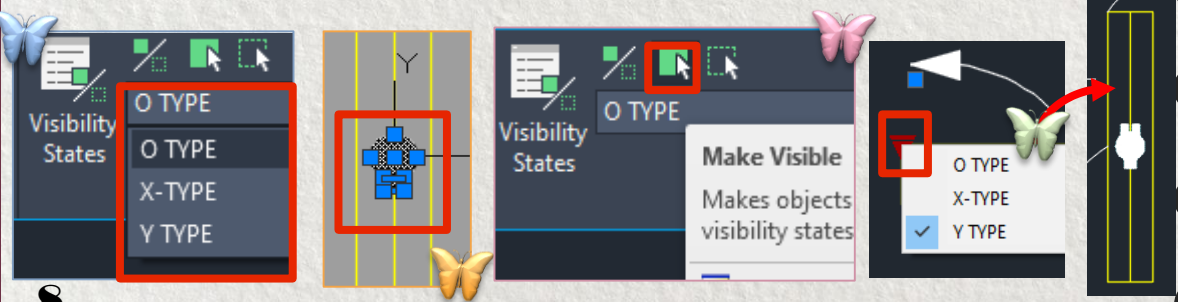 O TYPE
Visibility
States
O TYPE
X-TYPE
Y TYPE
Y
O TYPE
Visibility
States
Make Visible
Makes objects
visibility states
O TYPE
X-TYPE
Y TYPE